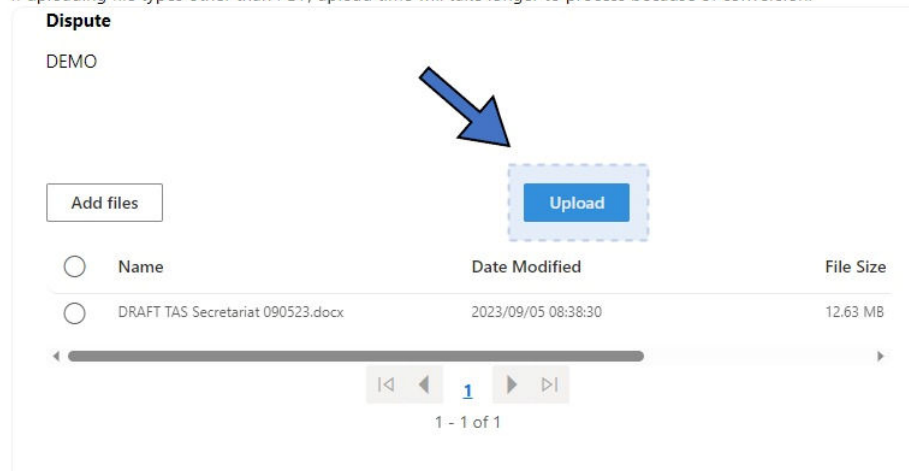 Dispute
DEMO
Add files
Upload
Name Date Modified File Size
DRAFT TAS Secretariat 090523.docx 2023/09/05 08:38:30 12.63 MB
1
1 - 1 of 1